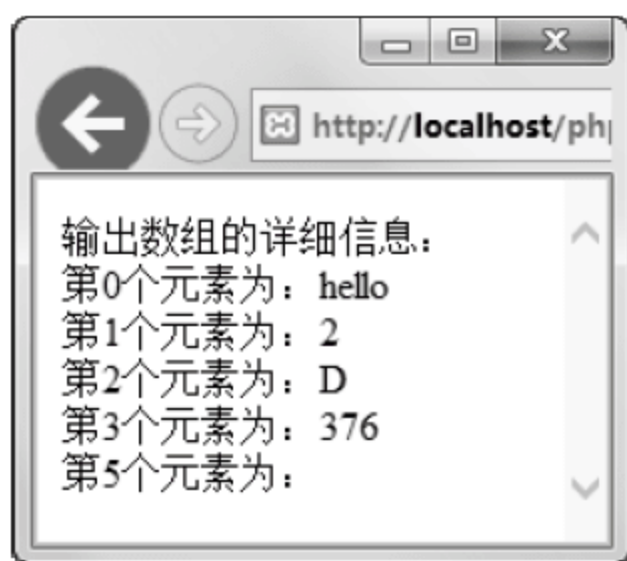 http://localhost/ph
输出数组的详细信息：
第0个元素为：hello
第1个元素为：2
第2个元素为：D
第3个元素为：376
第5个元素为：